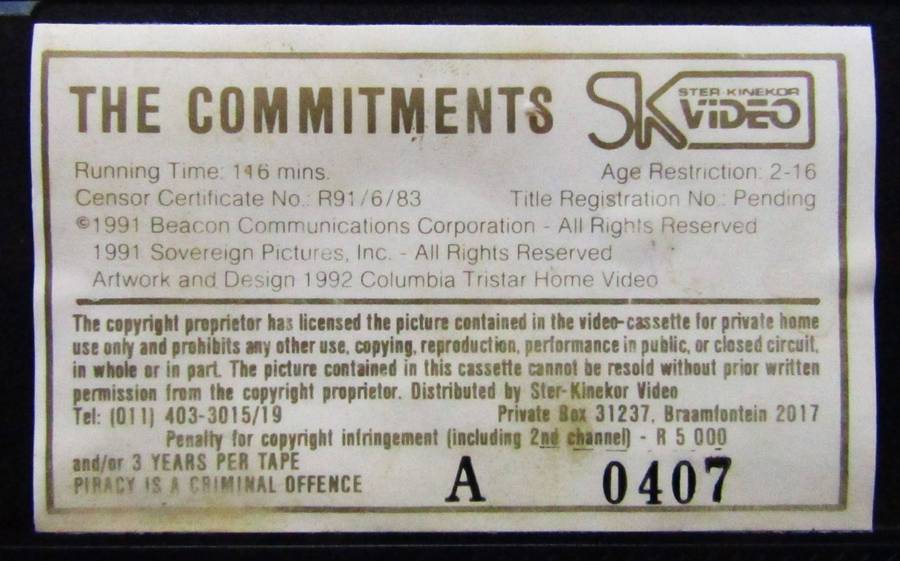 THE COMMITMENTS
SK STER·KINEKOR VIDEO
Running Time: 116 mins. Age Restriction: 2-16
Censor Certificate No.: R91/6/83 Title Registration No.: Pending
©1991 Beacon Communications Corporation - All Rights Reserved
1991 Sovereign Pictures, Inc. - All Rights Reserved
Artwork and Design 1992 Columbia Tristar Home Video
The copyright proprietor has licensed the picture contained in the video-cassette for private home
use only and prohibits any other use, copying, reproduction, performance in public, or closed circuit,
in whole or in part. The picture contained in this cassette cannot be resold without prior written
permission from the copyright proprietor. Distributed by Ster-Kinekor Video
Tel: (011) 403-3015/19 Private Box 31237, Braamfontein 2017
Penalty for copyright infringement (including 2nd channel) - R 5 000
and/or 3 YEARS PER TAPE
PIRACY IS A CRIMINAL OFFENCE A 0407